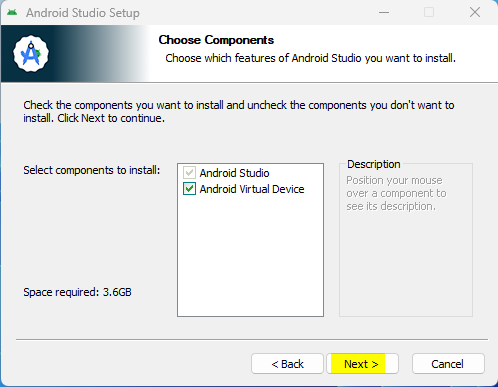 Android Studio Setup
Choose Components
Choose which features of Android Studio you want to install.
Check the components you want to install and uncheck the components you don't want to
install. Click Next to continue.
Select components to install:
Android Studio
Android Virtual Device
Description
Position your mouse
over a component to
see its description.
Space required: 3.6GB
< Back
Next >
Cancel